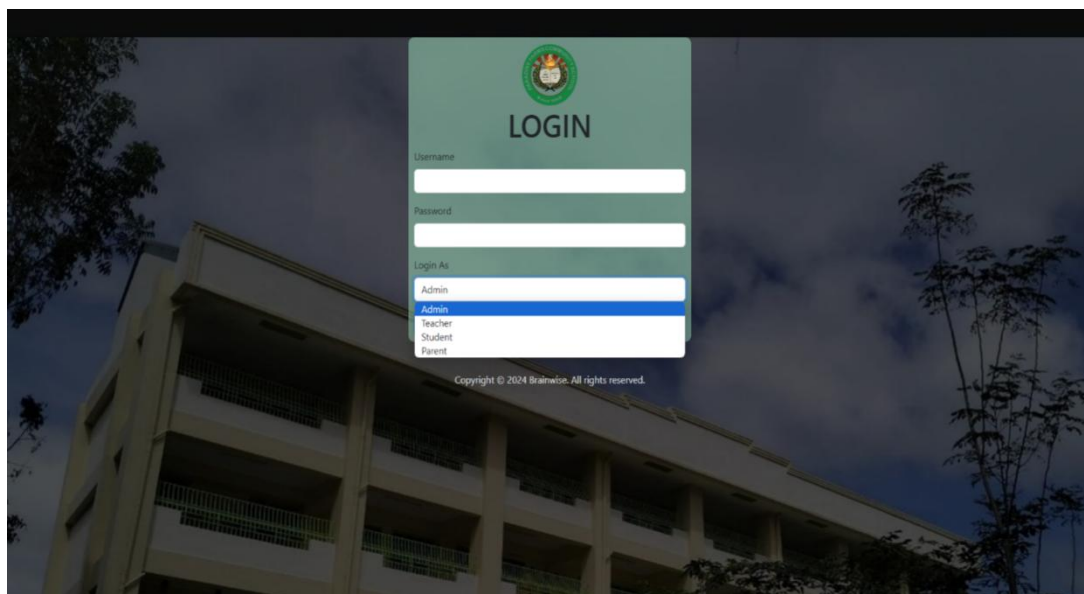 LOGIN
Username
Password
Login As
Admin
Admin
Teacher
Student
Parent
Copyright © 2024 Brainwise. All rights reserved.